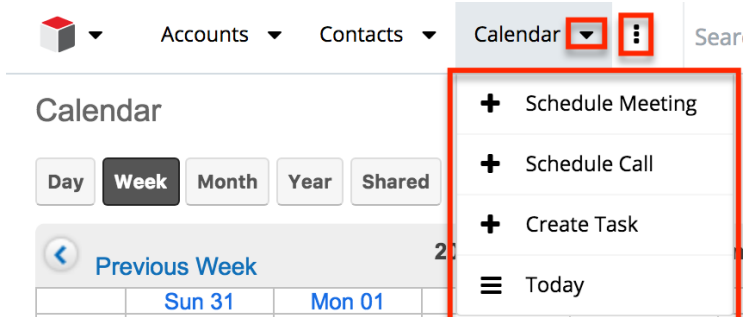 Accounts Contacts Calendar
Calendar
Schedule Meeting
Schedule Call
Create Task
Today
Day Week Month Year Shared
Previous Week
Sun 31 Mon 01